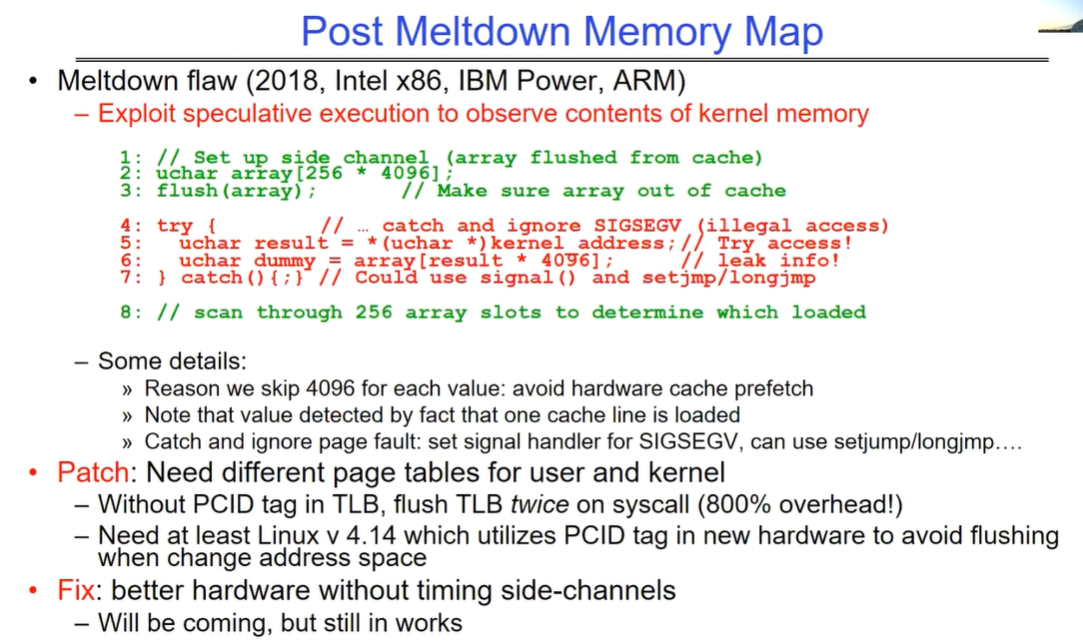 Post Meltdown Memory Map
• Meltdown flaw (2018, Intel x86, IBM Power, ARM)
– Exploit speculative execution to observe contents of kernel memory
1: // Set up side channel (array flushed from cache)
2: uchar array[256 * 4096];
3: flush(array); // Make sure array out of cache
4: try { // … catch and ignore SIGSEGV (illegal access)
5: uchar result = *(uchar *)kernel_address; // Try access!
6: uchar dummy = array[result * 4096]; // leak info!
7: } catch(){;} // Could use signal() and setjmp/longjmp
8: // scan through 256 array slots to determine which loaded
– Some details:
» Reason we skip 4096 for each value: avoid hardware cache prefetch
» Note that value detected by fact that one cache line is loaded
» Catch and ignore page fault: set signal handler for SIGSEGV, can use setjump/longjmp….
• Patch: Need different page tables for user and kernel
– Without PCID tag in TLB, flush TLB twice on syscall (800% overhead!)
– Need at least Linux v 4.14 which utilizes PCID tag in new hardware to avoid flushing
when change address space
• Fix: better hardware without timing side-channels
– Will be coming, but still in works